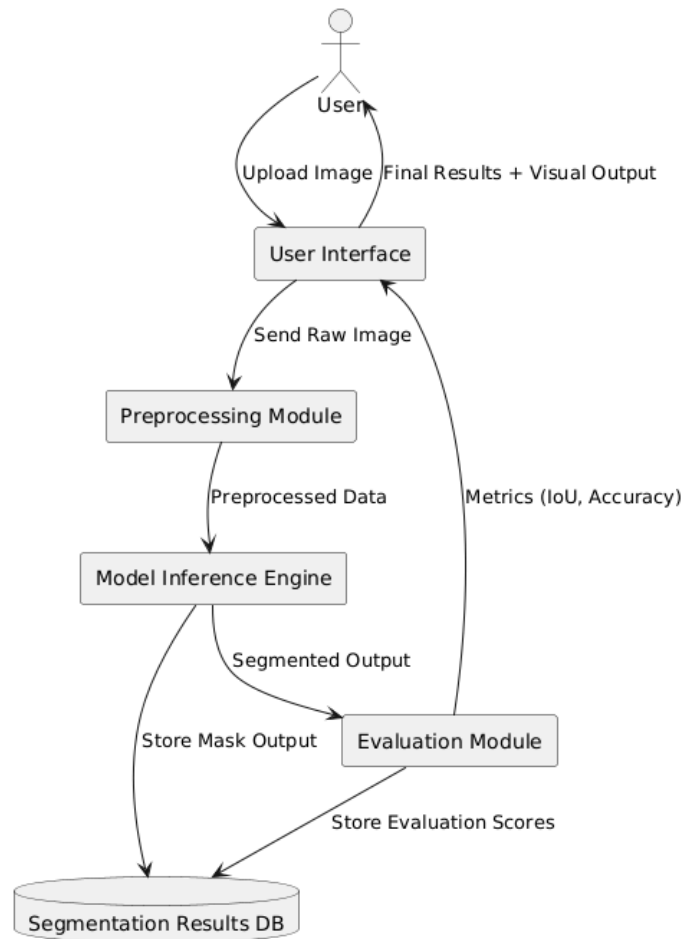 User
Upload Image
Final Results + Visual Output
User Interface
Send Raw Image
Preprocessing Module
Preprocessed Data
Metrics (IoU, Accuracy)
Model Inference Engine
Segmented Output
Store Mask Output
Evaluation Module
Store Evaluation Scores
Segmentation Results DB